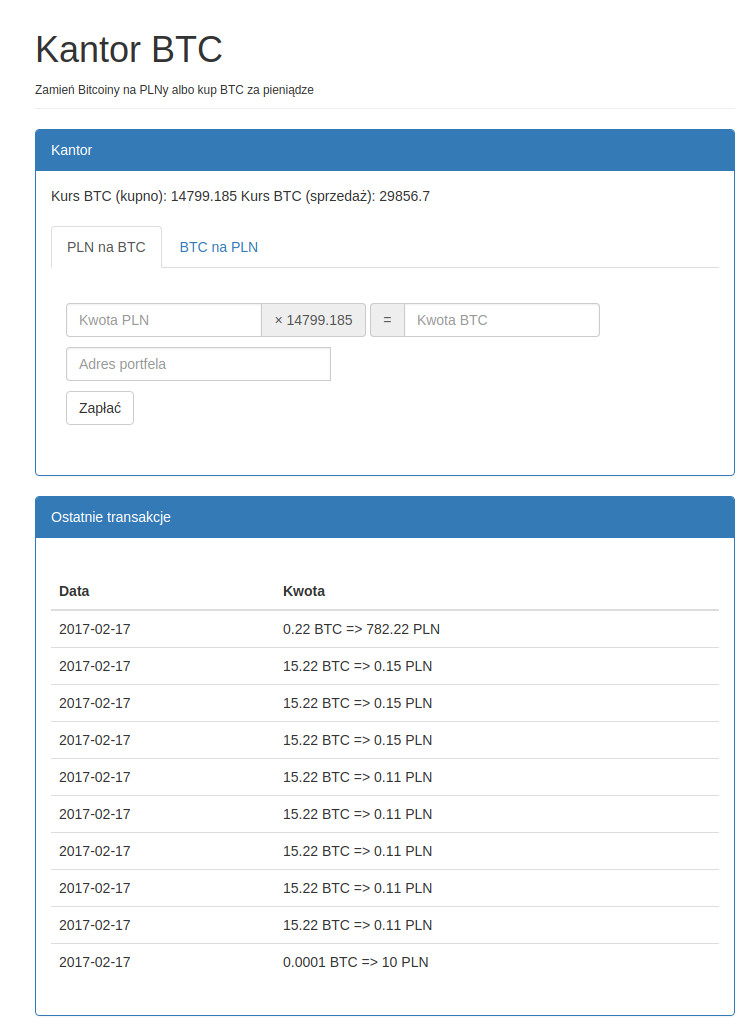 Kantor BTC
Zamień Bitcoiny na PLNy albo kup BTC za pieniądze
Kantor
Kurs BTC (kupno): 14799.185 Kurs BTC (sprzedaż): 29856.7
PLN na BTC BTC na PLN
Kwota PLN × 14799.185 = Kwota BTC
Adres portfela
Zapłać
Ostatnie transakcje
Data Kwota
2017-02-17 0.22 BTC => 782.22 PLN
2017-02-17 15.22 BTC => 0.15 PLN
2017-02-17 15.22 BTC => 0.15 PLN
2017-02-17 15.22 BTC => 0.15 PLN
2017-02-17 15.22 BTC => 0.11 PLN
2017-02-17 15.22 BTC => 0.11 PLN
2017-02-17 15.22 BTC => 0.11 PLN
2017-02-17 15.22 BTC => 0.11 PLN
2017-02-17 15.22 BTC => 0.11 PLN
2017-02-17 0.0001 BTC => 10 PLN